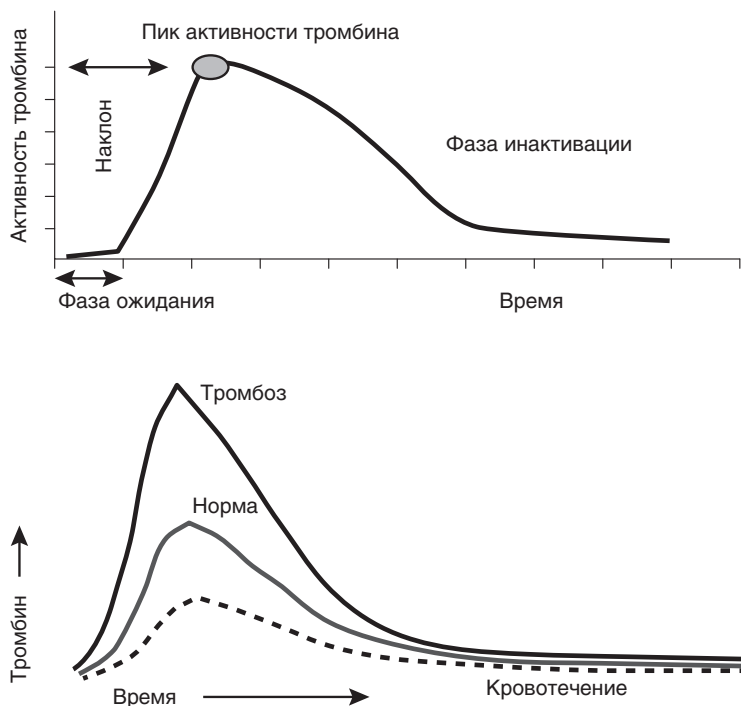 Пик активности тромбина
Активность тромбина
Наклон
Фаза инактивации
Фаза ожидания
Время
Тромбоз
Норма
Тромбин
Время
Кровотечение